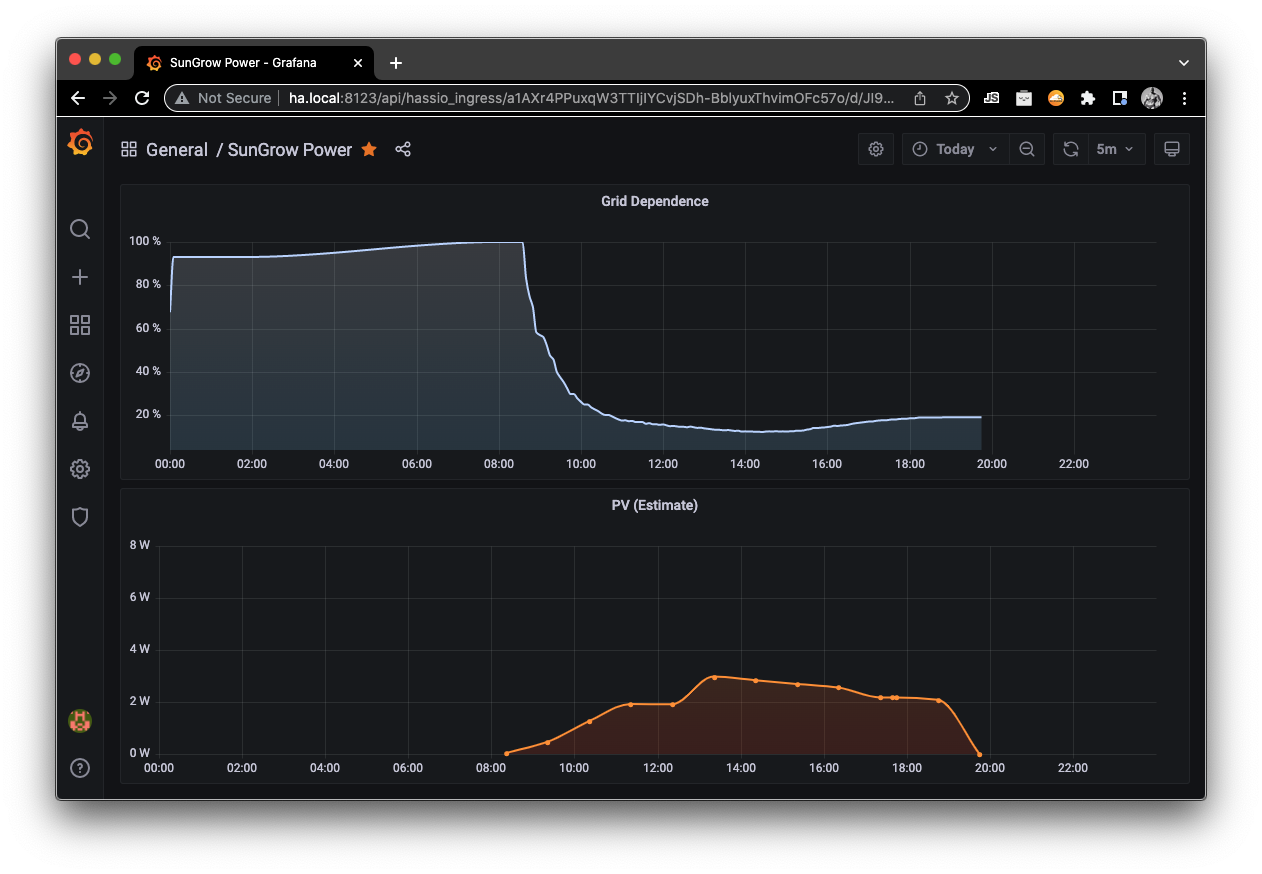 SunGrow Power - Grafana
Not Secure ha.local:8123/api/hassio_ingress/a1AXr4PPuxqW3TTIjIYCvjSDh-BblyuxThvimOFc57o/d/JI9...
JS
General / SunGrow Power
Today
5m
Grid Dependence
100 %
80 %
60 %
40 %
20 %
00:00 02:00 04:00 06:00 08:00 10:00 12:00 14:00 16:00 18:00 20:00 22:00
PV (Estimate)
8 W
6 W
4 W
2 W
0 W
00:00 02:00 04:00 06:00 08:00 10:00 12:00 14:00 16:00 18:00 20:00 22:00